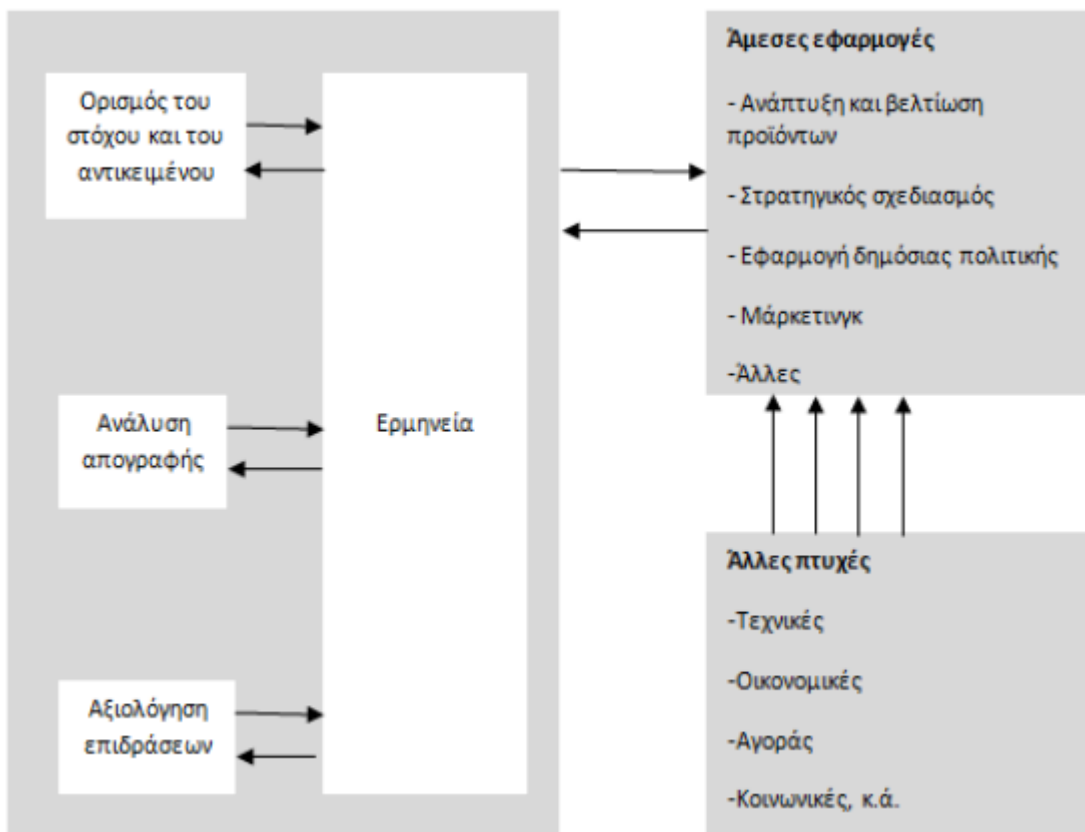 Ορισμός του
στόχου και του
αντικειμένου
Ανάλυση
απογραφής
Αξιολόγηση
επιδράσεων
Ερμηνεία
Άμεσες εφαρμογές
- Ανάπτυξη και βελτίωση
προϊόντων
- Στρατηγικός σχεδιασμός
- Εφαρμογή δημόσιας πολιτικής
- Μάρκετινγκ
-Άλλες
Άλλες πτυχές
-Τεχνικές
-Οικονομικές
-Αγοράς
-Κοινωνικές, κ.ά.